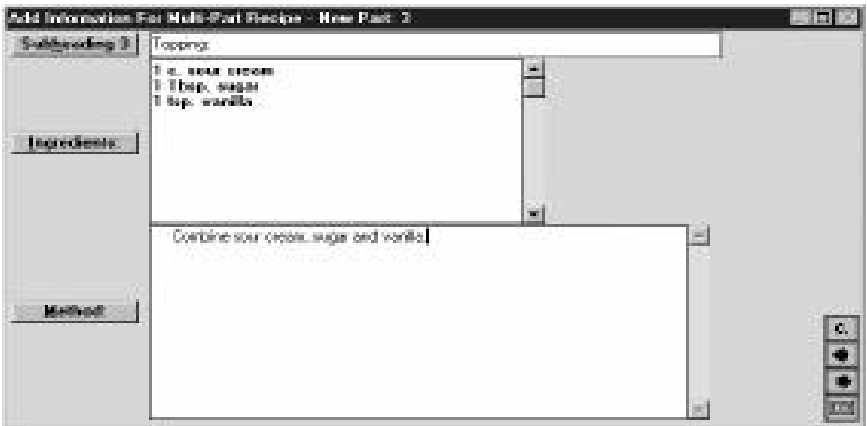 Add Information For Multi-Part Recipe - New Part: 3
Subheading 3
Topping:
1 c. sour cream
1 Tbsp. sugar
1 tsp. vanilla
Ingredients:
Combine sour cream, sugar and vanilla.
Method: